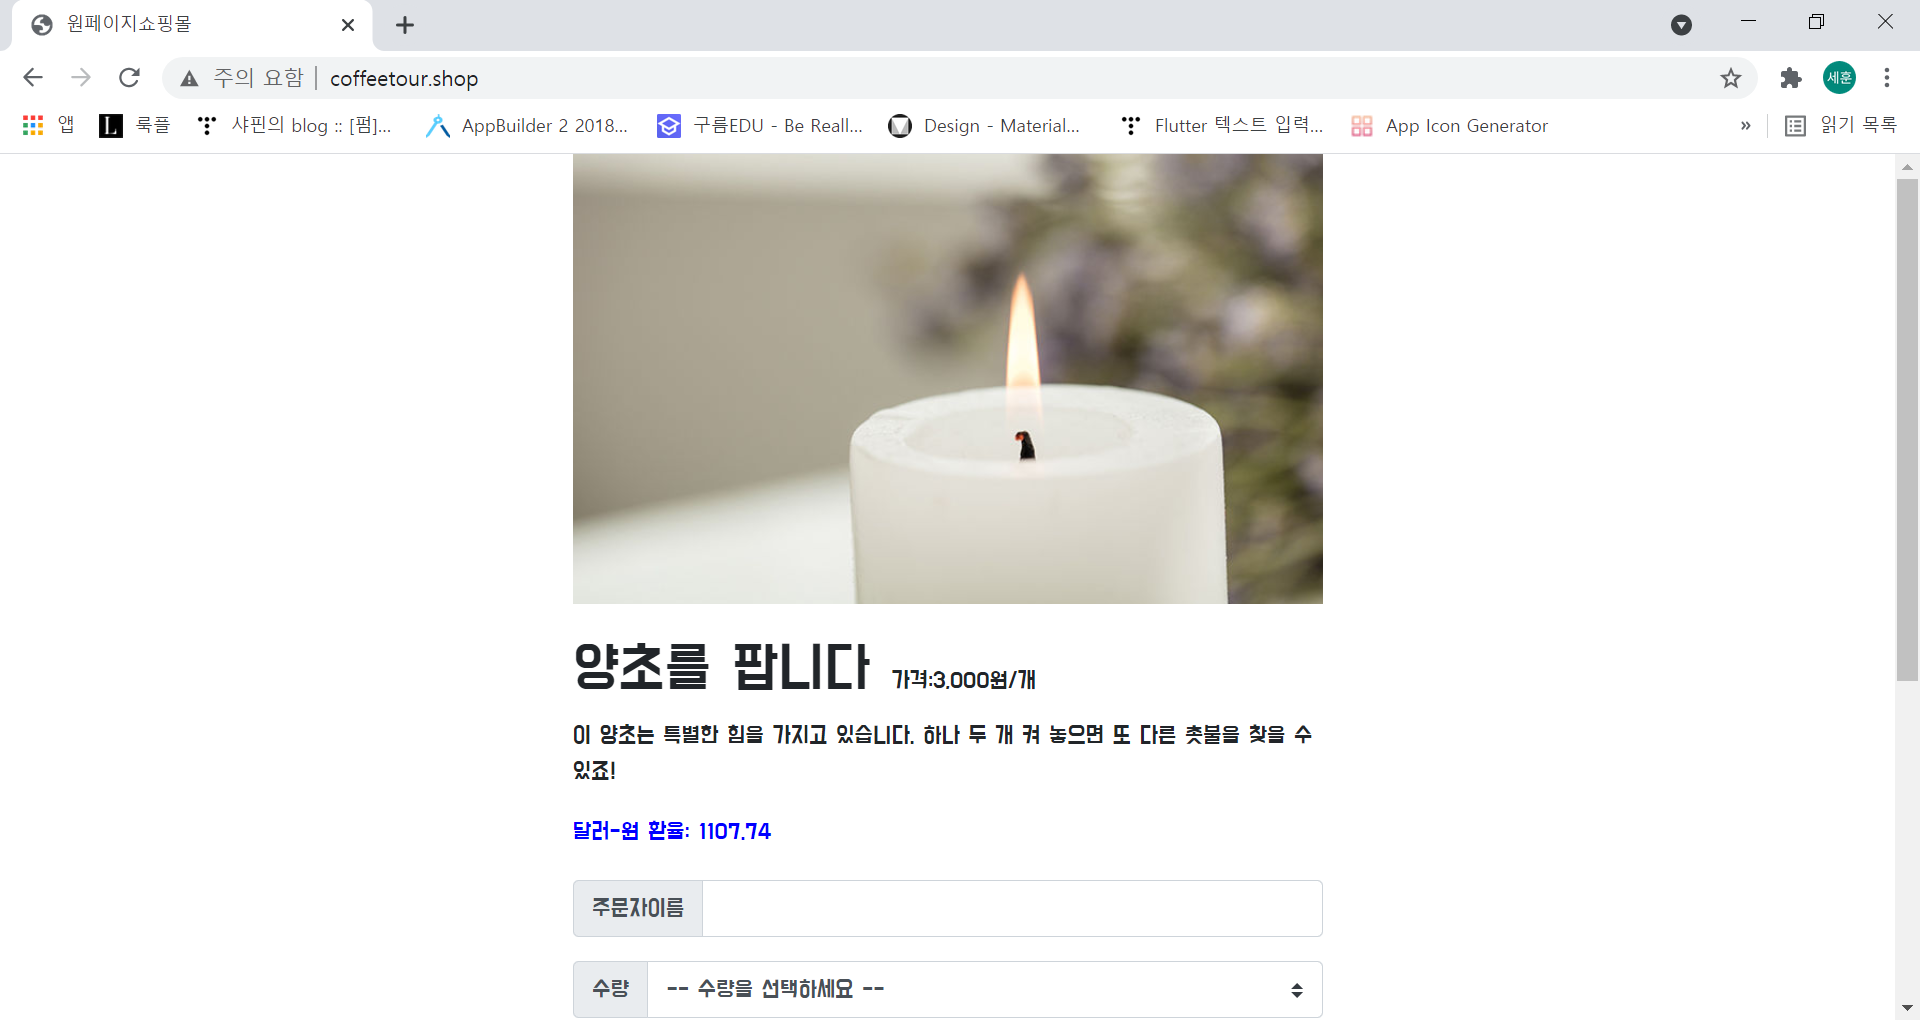 원페이지쇼핑몰
주의 요함 | coffeetour.shop
세훈
앱 룩플 샤핀의 blog :: [펌]... AppBuilder 2 2018... 구름EDU - Be Reall... Design - Material... Flutter 텍스트 입력... App Icon Generator » 읽기 목록
양초를 팝니다 가격:3,000원/개
이 양초는 특별한 힘을 가지고 있습니다. 하나 두 개 켜 놓으면 또 다른 촛불을 찾을 수
있죠!
달러-원 환율: 1107.74
주문자이름
수량 -- 수량을 선택하세요 --